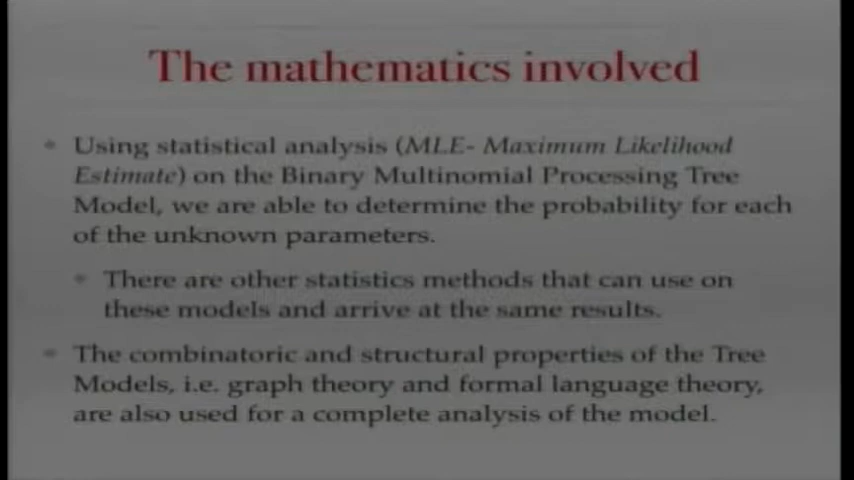 The mathematics involved
• Using statistical analysis (MLE- Maximum Likelihood
Estimate) on the Binary Multinomial Processing Tree
Model, we are able to determine the probability for each
of the unknown parameters.
• There are other statistics methods that can use on
these models and arrive at the same results.
• The combinatoric and structural properties of the Tree
Models, i.e. graph theory and formal language theory,
are also used for a complete analysis of the model.